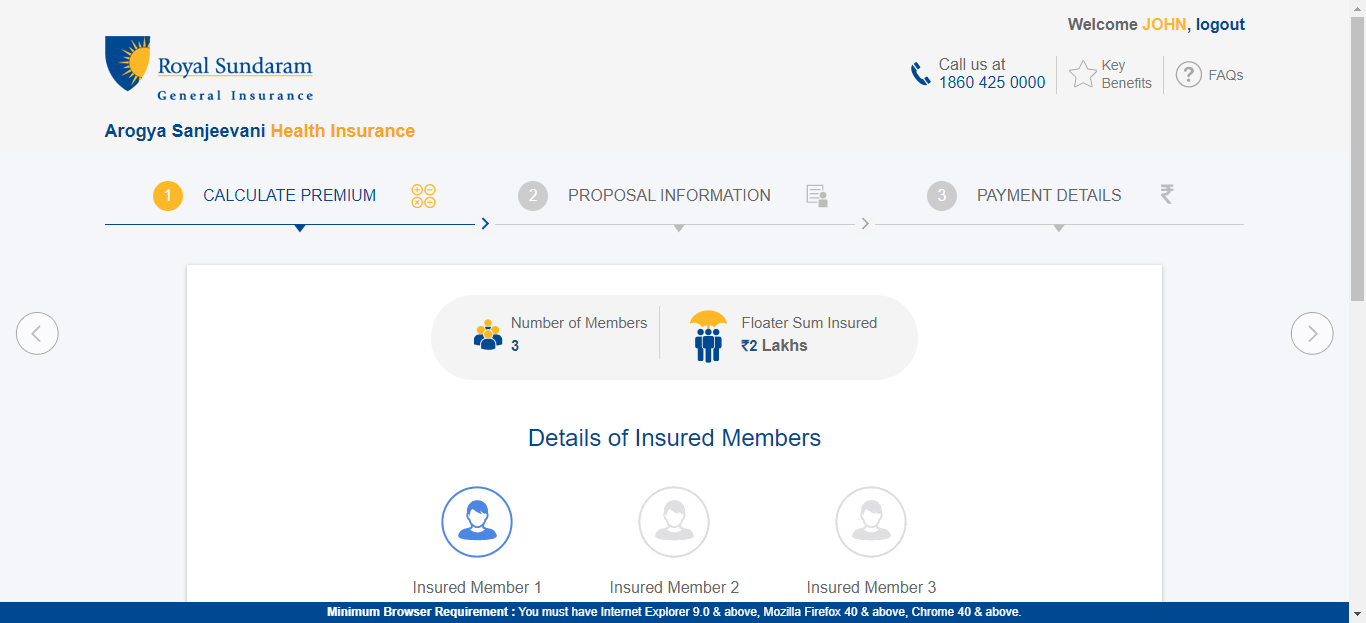 Welcome JOHN, logout
Royal Sundaram
General Insurance
Call us at
1860 425 0000
Key
Benefits
? FAQs
Arogya Sanjeevani Health Insurance
1 CALCULATE PREMIUM
2 PROPOSAL INFORMATION
3 PAYMENT DETAILS ₹
Number of Members
3
Floater Sum Insured
₹2 Lakhs
Details of Insured Members
Insured Member 1
Insured Member 2
Insured Member 3
Minimum Browser Requirement : You must have Internet Explorer 9.0 & above, Mozilla Firefox 40 & above, Chrome 40 & above.